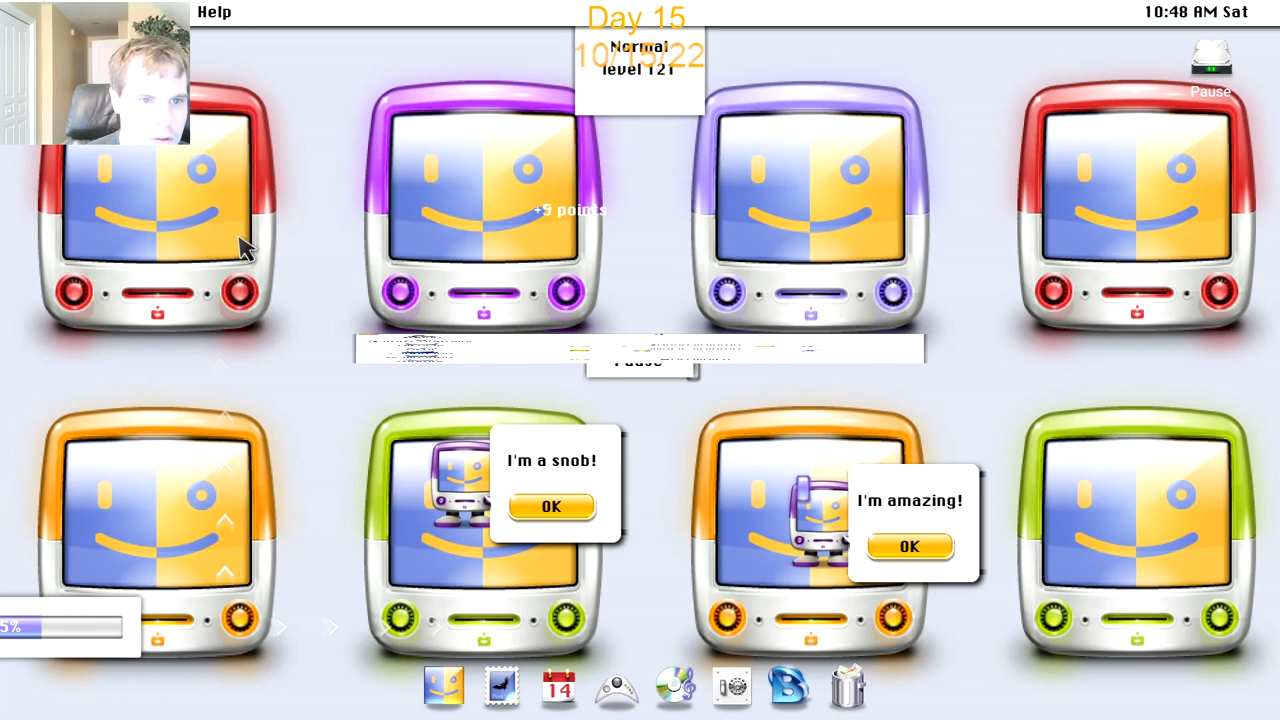 Help
Day 15
10:48 AM Sat
Normal
10/15/22
level 121
Pause
+5 points
Pause
I'm a snob!
OK
I'm amazing!
OK
5%
14